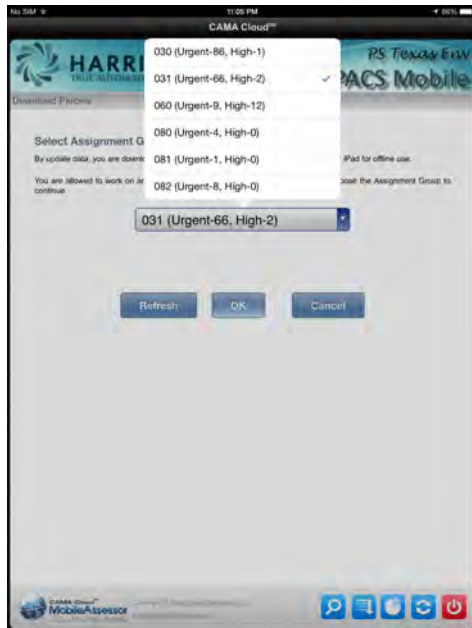 No SIM
11:05 PM
95%
CAMA Cloud™
HARRI
TRUE AUTOMATI
PS Texas Env
PACS Mobile
Download Parcels
030 (Urgent-86, High-1)
031 (Urgent-66, High-2)
060 (Urgent-9, High-12)
080 (Urgent-4, High-0)
081 (Urgent-1, High-0)
082 (Urgent-8, High-0)
Select Assignment G
By update data, you are downl
iPad for offline use.
You are allowed to work on an
oose the Assignment Group to
continue
031 (Urgent-66, High-2)
Refresh
OK
Cancel
CAMA Cloud
MobileAssessor